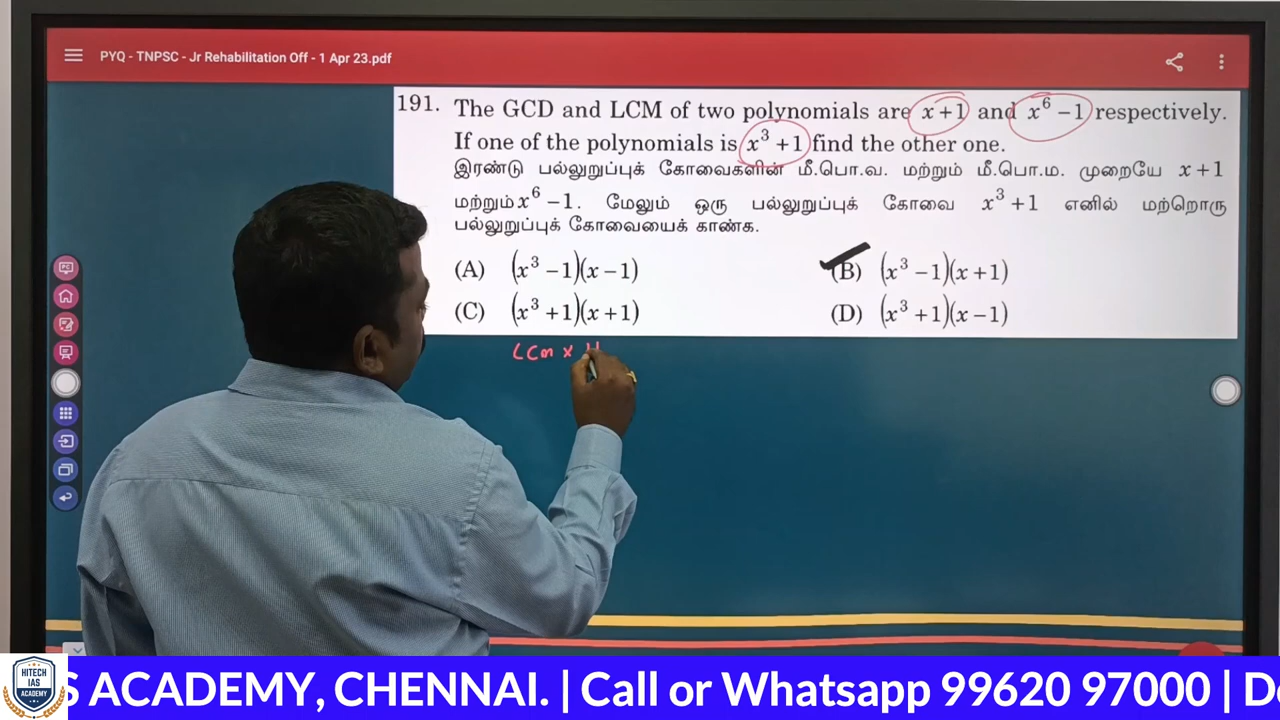 PYQ - TNPSC - Jr Rehabilitation Off - 1 Apr 23.pdf
191. The GCD and LCM of two polynomials are x+1 and x⁶ −1 respectively.
If one of the polynomials is x³ +1 find the other one.
இரண்டு பல்லுறுப்புக் கோவைகளின் மீ.பொ.வ. மற்றும் மீ.பொ.ம. முறையே x +1
மற்றும் x⁶ −1. மேலும் ஒரு பல்லுறுப்புக் கோவை x³ +1 எனில் மற்றொரு
பல்லுறுப்புக் கோவையைக் காண்க.
(A) (x³ −1)(x −1) (B) (x³ −1)(x +1)
(C) (x³ +1)(x +1) (D) (x³ +1)(x −1)
LCM x
HITECH
IAS
ACADEMY
S ACADEMY, CHENNAI. | Call or Whatsapp 99620 97000 | D